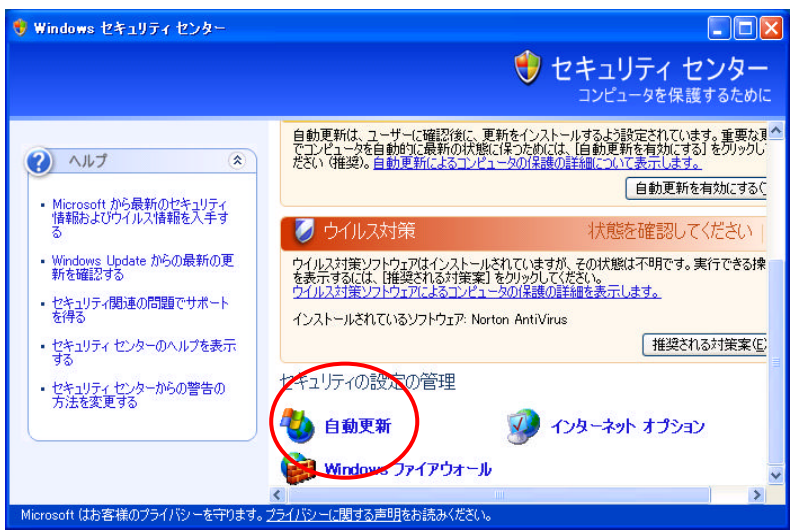 Windows セキュリティ センター
セキュリティ センター
コンピュータを保護するために
ヘルプ
Microsoft から最新のセキュリティ
情報およびウイルス情報を入手す
る
Windows Update からの最新の更
新を確認する
セキュリティ関連の問題でサポート
を得る
セキュリティ センターのヘルプを表示
する
セキュリティ センターからの警告の
方法を変更する
自動更新は、ユーザーに確認後に、更新をインストールするよう設定されています。重要な
でコンピュータを自動的に最新の状態に保つためには、[自動更新を有効にする] をクリックし
ださい (推奨)。自動更新によるコンピュータの保護の詳細について表示します。
自動更新を有効にする(
ウイルス対策
状態を確認してください
ウイルス対策ソフトウェアはインストールされていますが、その状態は不明です。実行できる操
を表示するには、[推奨される対策案] をクリックしてください。
ウイルス対策ソフトウェアによるコンピュータの保護の詳細を表示します。
インストールされているソフトウェア: Norton AntiVirus
推奨される対策案(E)
セキュリティの設定の管理
自動更新
インターネット オプション
Windows ファイアウォール
Microsoft はお客様のプライバシーを守ります。プライバシーに関する声明をお読みください。